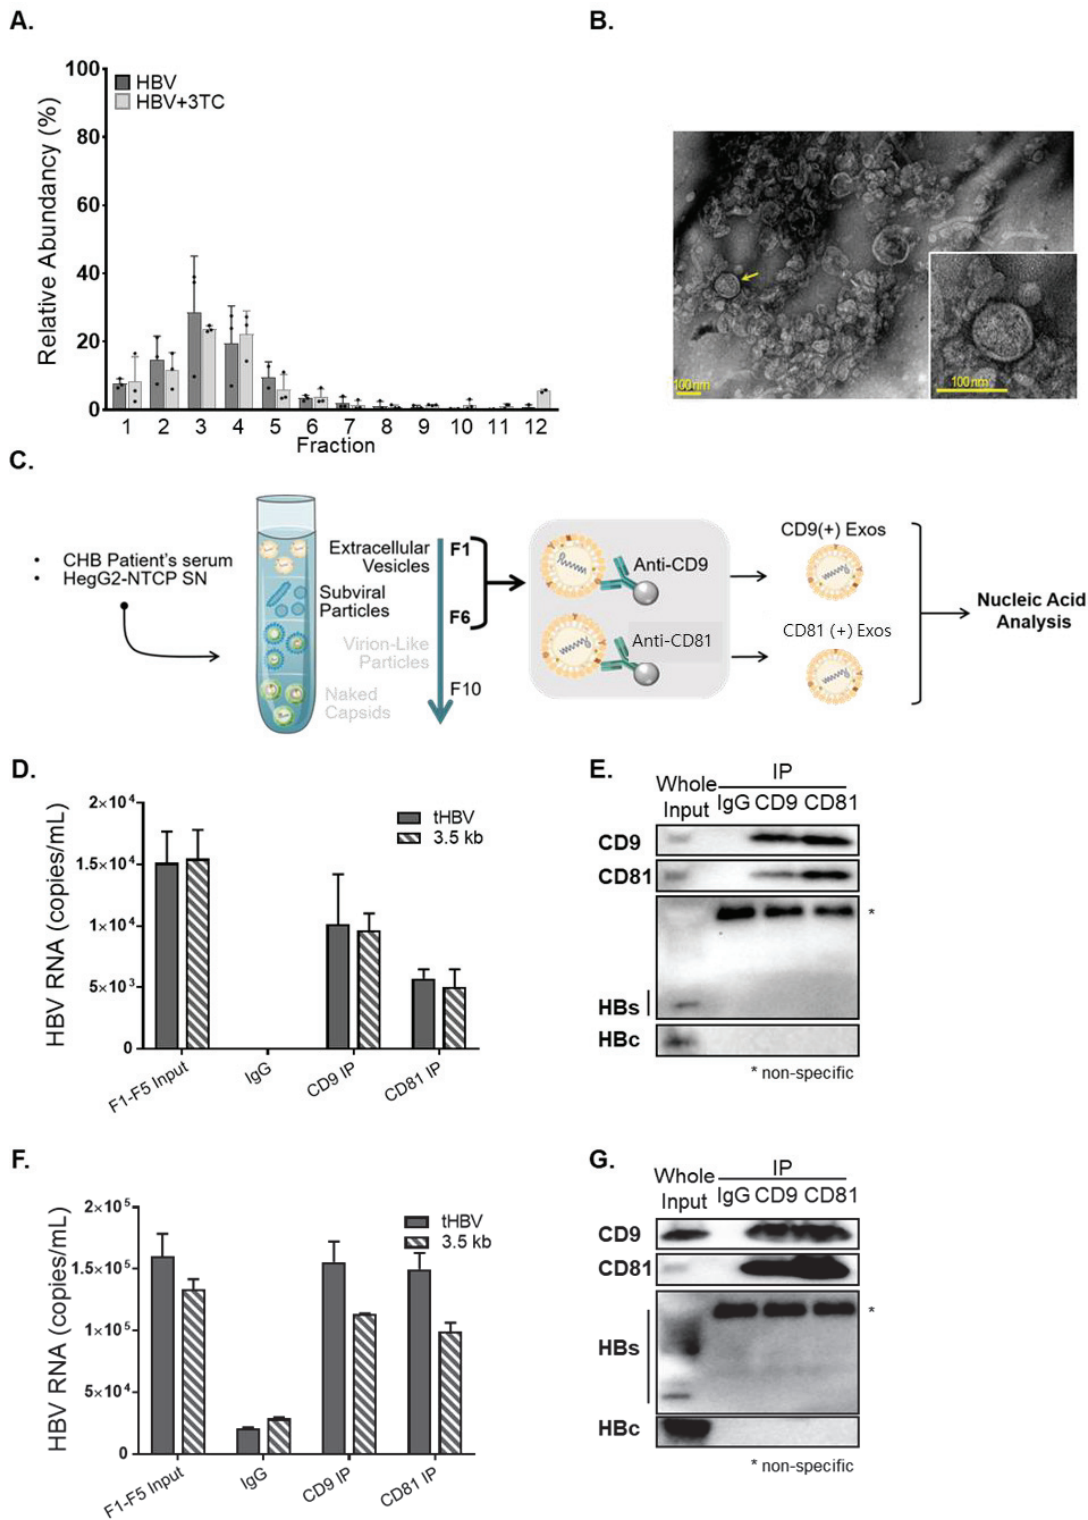 A.
100
80
60
40
20
0
Relative Abundancy (%)
HBV
HBV+3TC
1 2 3 4 5 6 7 8 9 10 11 12
Fraction
B.
100 nm
100 nm
C.
• CHB Patient's serum
• HegG2-NTCP SN
Extracellular
Vesicles
Subviral
Particles
Virion-Like
Particles
Naked
Capsids
F1
F6
F10
Anti-CD9
Anti-CD81
CD9(+) Exos
CD81 (+) Exos
Nucleic Acid
Analysis
D.
HBV RNA (copies/mL)
2×10⁴
1.5×10⁴
1×10⁴
5×10³
0
tHBV
3.5 kb
F1-F5 Input
IgG
CD9 IP
CD81 IP
E.
Whole
Input
IP
IgG CD9 CD81
CD9
CD81
*
HBs
HBc
* non-specific
F.
HBV RNA (copies/mL)
2×10⁵
1.5×10⁵
1×10⁵
5×10⁴
0
tHBV
3.5 kb
F1-F5 Input
IgG
CD9 IP
CD81 IP
G.
Whole
Input
IP
IgG CD9 CD81
CD9
CD81
*
HBs
HBc
* non-specific